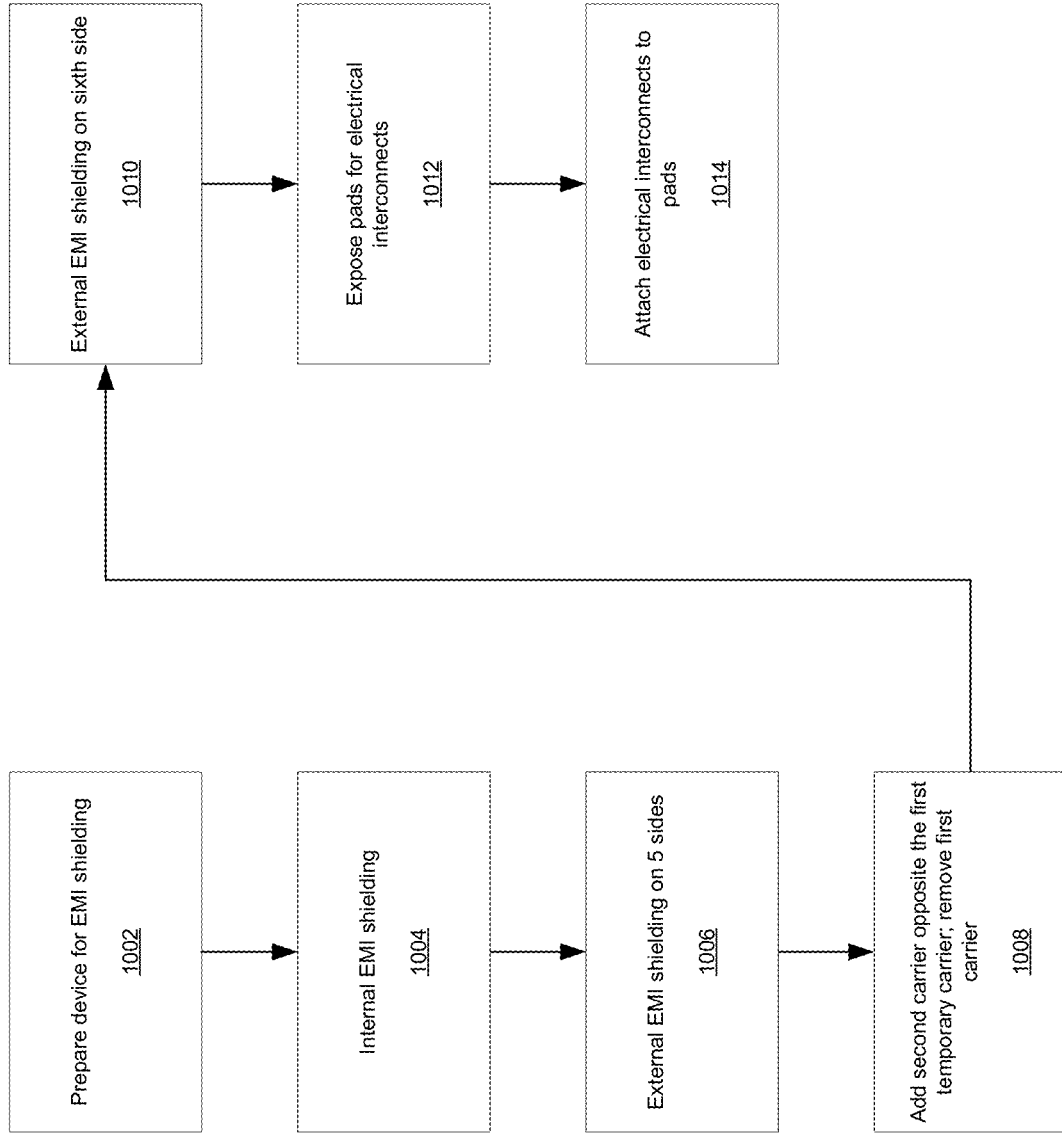 Prepare device for EMI shielding
1002
Internal EMI shielding
1004
External EMI shielding on 5 sides
1006
Add second carrier opposite the first
temporary carrier; remove first
carrier
1008
External EMI shielding on sixth side
1010
Expose pads for electrical
interconnects
1012
Attach electrical interconnects to
pads
1014